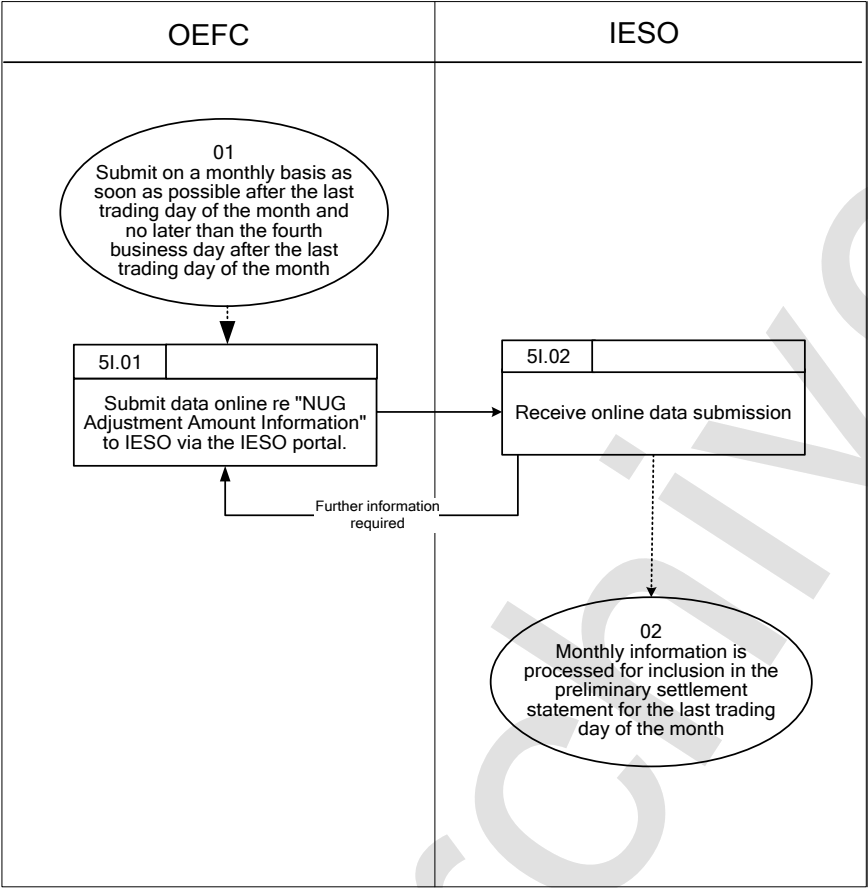 OEFC
IESO
01
Submit on a monthly basis as
soon as possible after the last
trading day of the month and
no later than the fourth
business day after the last
trading day of the month
5I.01
Submit data online re "NUG
Adjustment Amount Information"
to IESO via the IESO portal.
5I.02
Receive online data submission
Further information
required
02
Monthly information is
processed for inclusion in the
preliminary settlement
statement for the last trading
day of the month